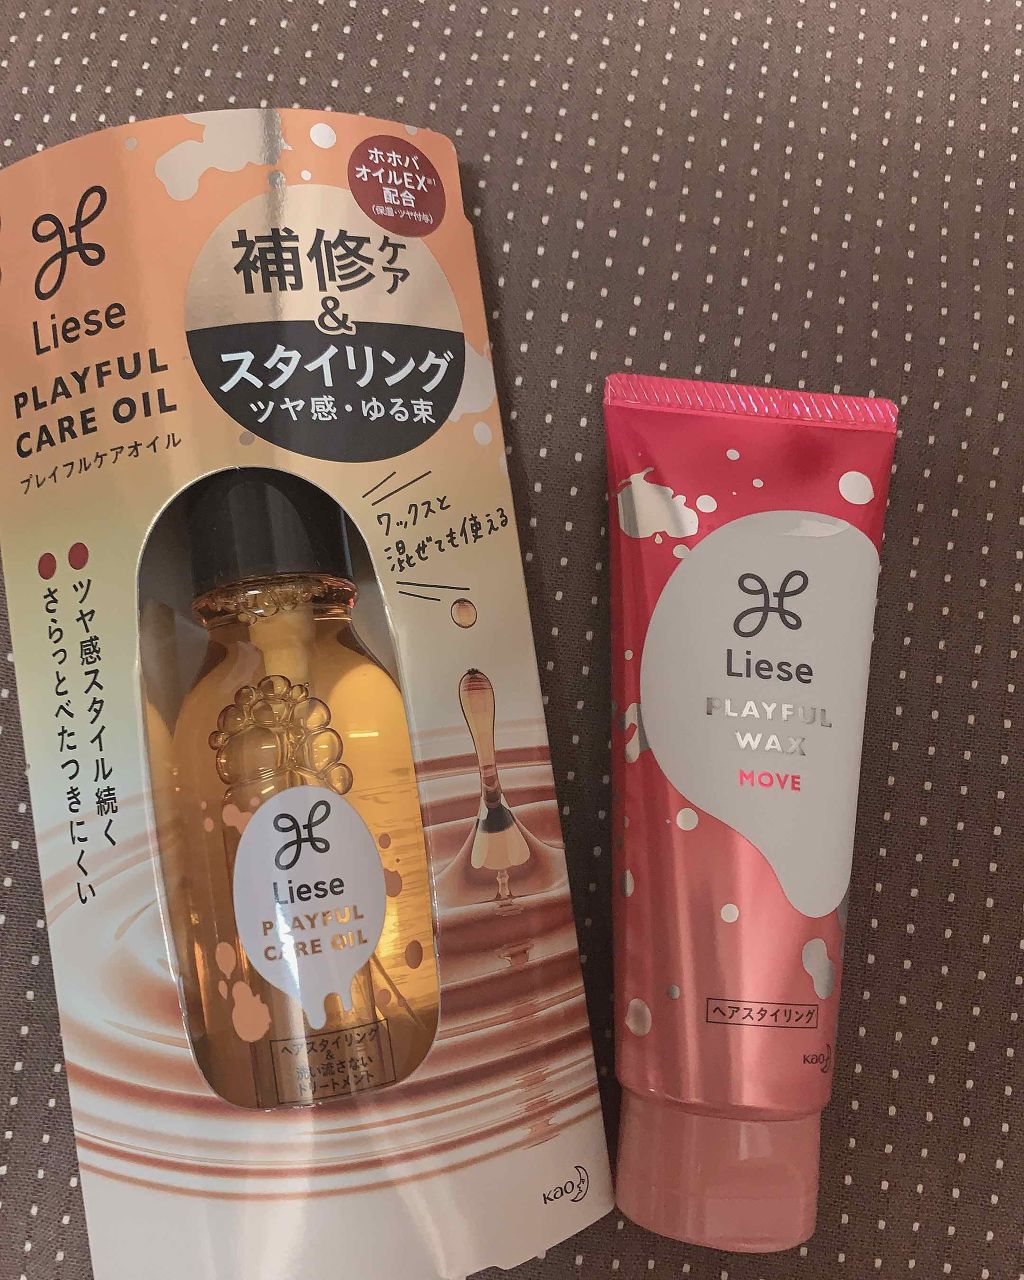 Liese
PLAYFUL
CARE OIL
プレイフルケアオイル
ホホバ
オイルEX※1
配合
(保湿・ツヤ付与)
補修ケア
&
スタイリング
ツヤ感・ゆる束
ワックスと
混ぜても使える
ツヤ感スタイル続く
さらっとべたつきにくい
Liese
PLAYFUL
CARE OIL
ヘアスタイリング
&
洗い流さない
トリートメント
Kao
Liese
PLAYFUL
WAX
MOVE
ヘアスタイリング
Kao